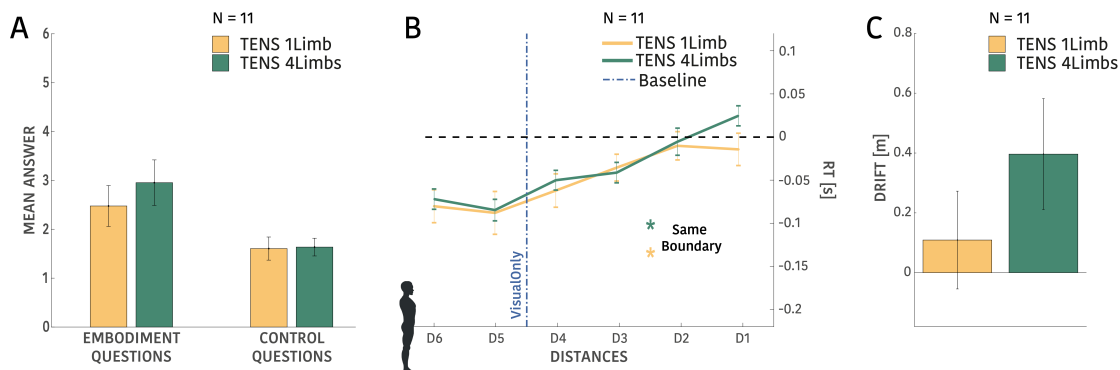 A
N = 11
TENS 1Limb
TENS 4Limbs
MEAN ANSWER
6
5
4
3
2
1
0
EMBODIMENT
QUESTIONS
CONTROL
QUESTIONS
B
N = 11
TENS 1Limb
TENS 4Limbs
Baseline
VisualOnly
* Same
Boundary
*
0.1
0.05
0
-0.05
-0.1
-0.15
-0.2
RT [s]
D6 D5 D4 D3 D2 D1
DISTANCES
C
N = 11
TENS 1Limb
TENS 4Limbs
DRIFT [m]
0.8
0.6
0.4
0.2
0